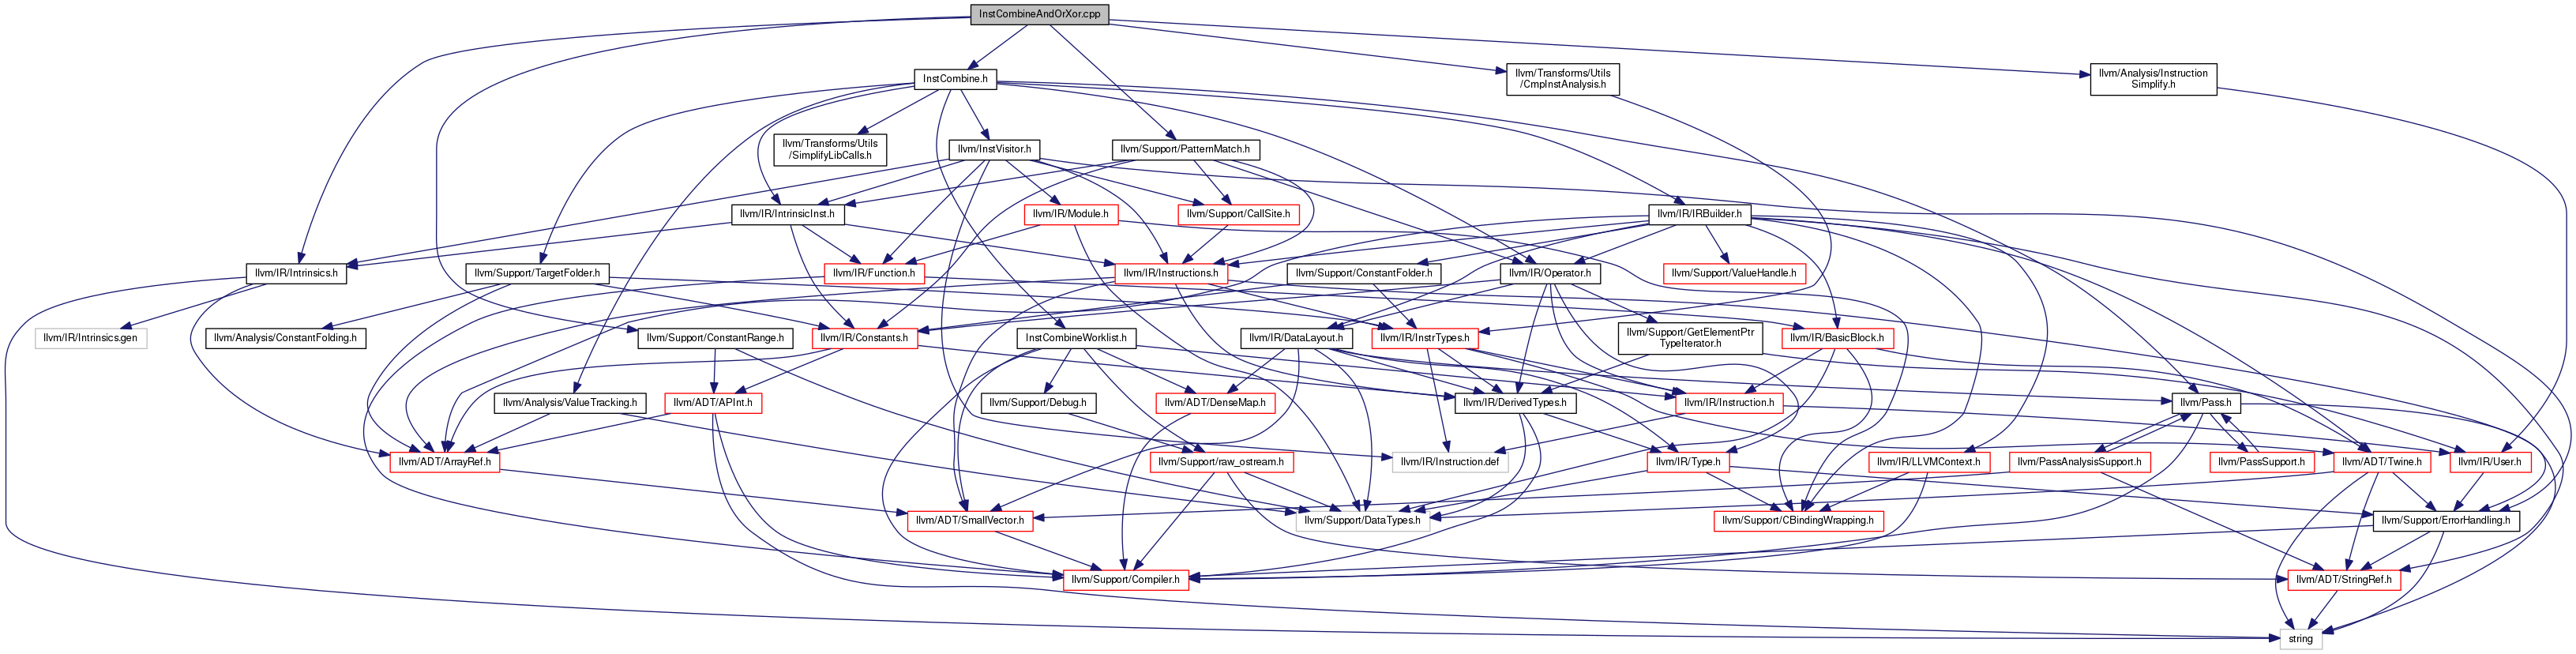 InstCombineAndOrXor.cpp
InstCombine.h
llvm/Transforms/Utils
/CmpInstAnalysis.h
llvm/Analysis/Instruction
Simplify.h
llvm/Transforms/Utils
/SimplifyLibCalls.h
llvm/InstVisitor.h
llvm/Support/PatternMatch.h
llvm/IR/IntrinsicInst.h
llvm/IR/Module.h
llvm/Support/CallSite.h
llvm/IR/IRBuilder.h
llvm/IR/Intrinsics.h
llvm/Support/TargetFolder.h
llvm/IR/Function.h
llvm/IR/Instructions.h
llvm/Support/ConstantFolder.h
llvm/IR/Operator.h
llvm/Support/ValueHandle.h
llvm/IR/Intrinsics.gen
llvm/Analysis/ConstantFolding.h
llvm/Support/ConstantRange.h
llvm/IR/Constants.h
InstCombineWorklist.h
llvm/IR/DataLayout.h
llvm/IR/InstrTypes.h
llvm/Support/GetElementPtr
TypeIterator.h
llvm/IR/BasicBlock.h
llvm/Analysis/ValueTracking.h
llvm/ADT/APInt.h
llvm/Support/Debug.h
llvm/ADT/DenseMap.h
llvm/IR/DerivedTypes.h
llvm/IR/Instruction.h
llvm/Pass.h
llvm/ADT/ArrayRef.h
llvm/Support/raw_ostream.h
llvm/IR/Instruction.def
llvm/IR/Type.h
llvm/IR/LLVMContext.h
llvm/PassAnalysisSupport.h
llvm/PassSupport.h
llvm/ADT/Twine.h
llvm/IR/User.h
llvm/ADT/SmallVector.h
llvm/Support/DataTypes.h
llvm/Support/CBindingWrapping.h
llvm/Support/ErrorHandling.h
llvm/Support/Compiler.h
llvm/ADT/StringRef.h
string